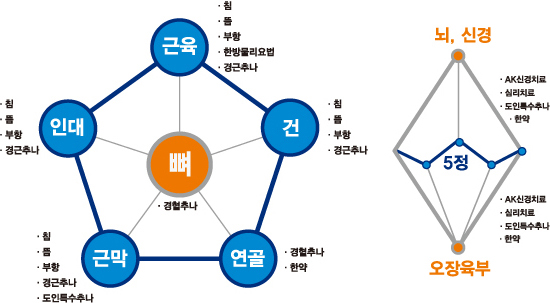 · 침
· 뜸
· 부항
· 한방물리요법
· 경근추나
근육
· 침
· 뜸
· 부항
· 경근추나
인대
· 침
· 뜸
· 부항
· 경근추나
건
뼈
· 경혈추나
· 침
· 뜸
· 부항
· 경근추나
· 도인특수추나
근막
연골
· 경혈추나
· 한약
뇌, 신경
· AK신경치료
· 심리치료
· 도인특수추나
· 한약
5정
· AK신경치료
· 심리치료
· 도인특수추나
· 한약
오장육부